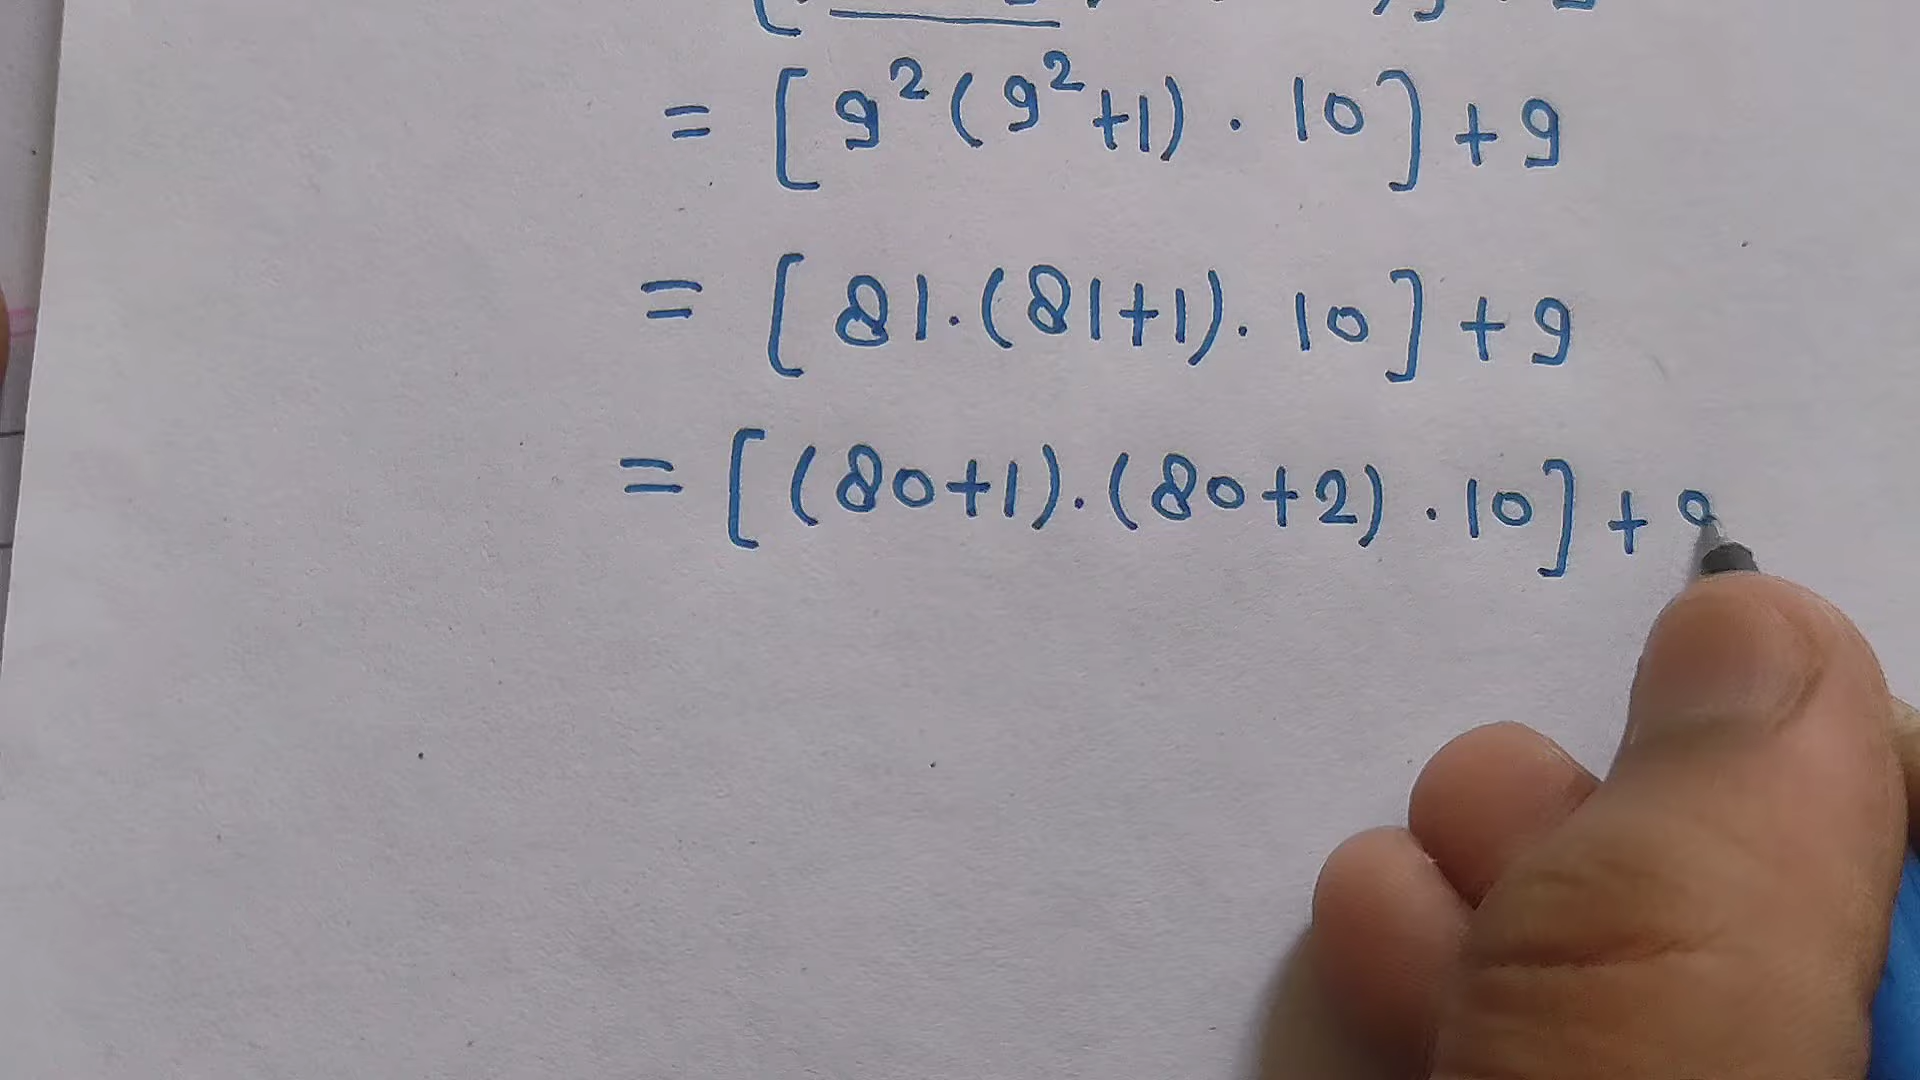 = [9²(9²+1) · 10] + 9
= [81·(81+1) · 10] + 9
= [(80+1)·(80+2) · 10] +